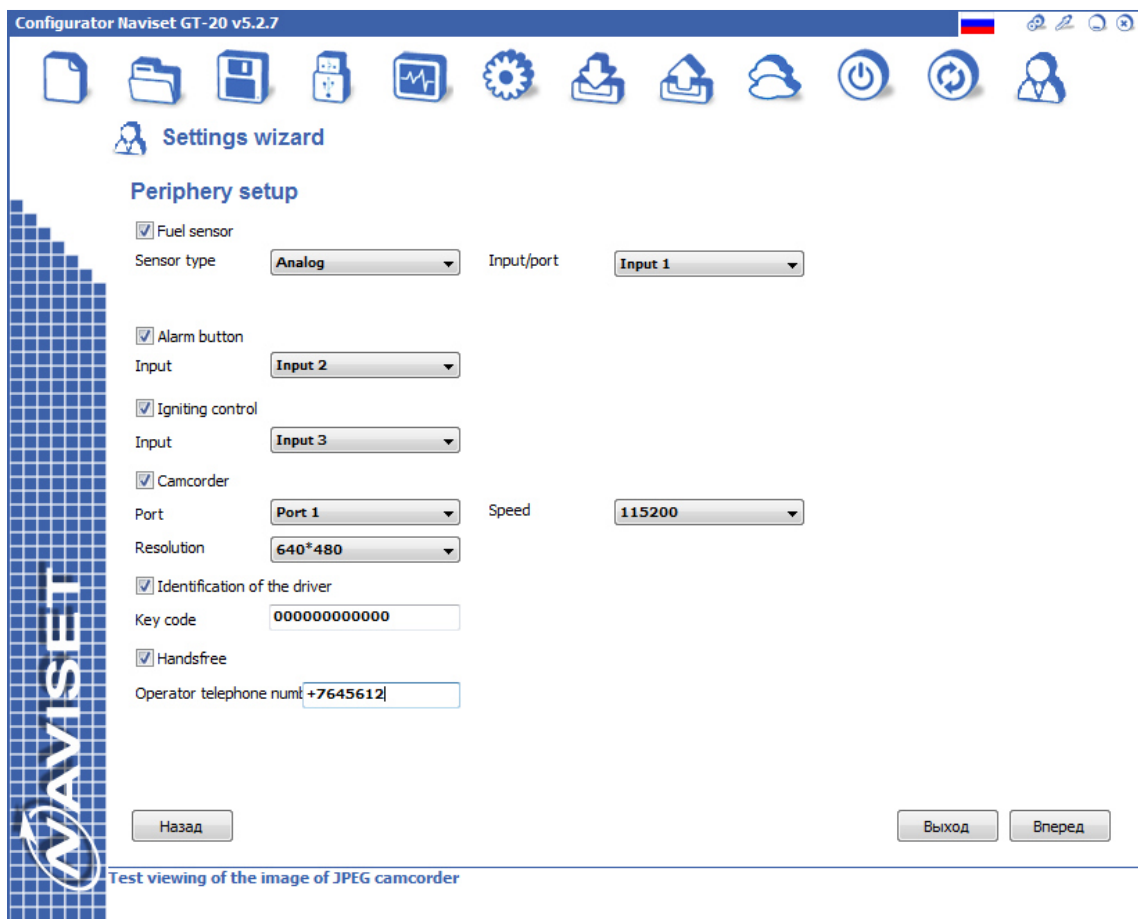 Configurator Naviset GT-20 v5.2.7
Settings wizard
Periphery setup
Fuel sensor
Sensor type Analog Input/port Input 1
Alarm button
Input Input 2
Igniting control
Input Input 3
Camcorder
Port Port 1 Speed 115200
Resolution 640*480
Identification of the driver
Key code 000000000000
Handsfree
Operator telephone numb +7645612
NAVISET
Назад Выход Вперед
Test viewing of the image of JPEG camcorder